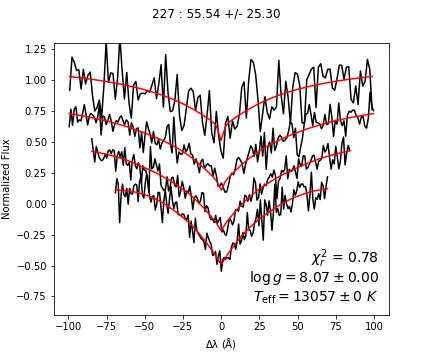 227 : 55.54 +/- 25.30
Normalized Flux
1.25
1.00
0.75
0.50
0.25
0.00
−0.25
−0.50
−0.75
χ²ᵣ = 0.78
log g = 8.07 ± 0.00
T_eff = 13057 ± 0 K
−100 −75 −50 −25 0 25 50 75 100
Δλ (Å)